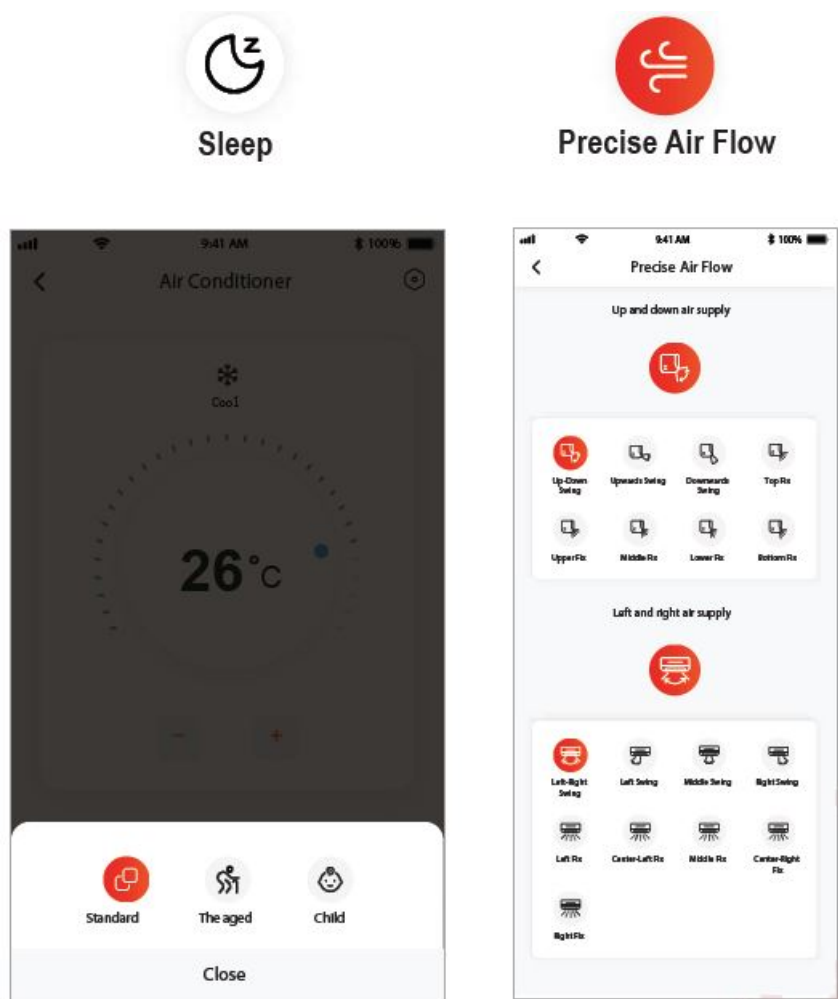 Sleep
Precise Air Flow
9:41 AM
100%
Air Conditioner
Cool
26°C
-
+
Standard
The aged
Child
Close
9:41 AM
100%
Precise Air Flow
Up and down air supply
Up-Down
Swing
Upwards Swing
Downwards
Swing
Top Fix
Upper Fix
Middle Fix
Lower Fix
Bottom Fix
Left and right air supply
Left-Right
Swing
Left Swing
Middle Swing
Right Swing
Left Fix
Center-Left Fix
Middle Fix
Center-Right
Fix
Right Fix